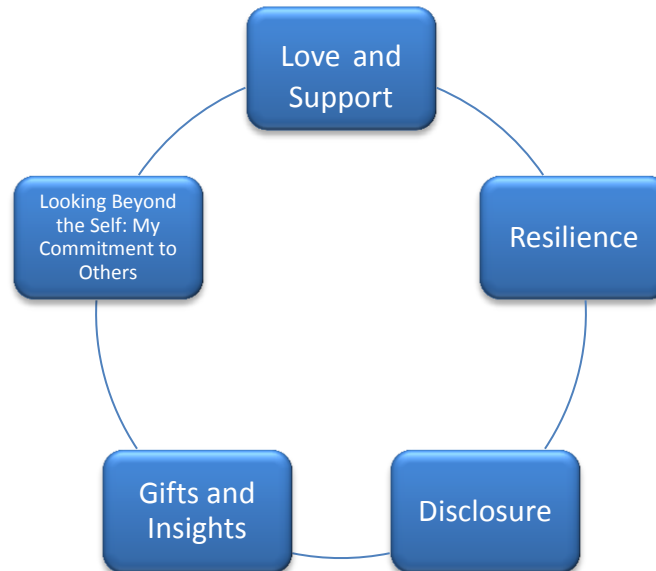 Love and
Support
Resilience
Disclosure
Gifts and
Insights
Looking Beyond
the Self: My
Commitment to
Others